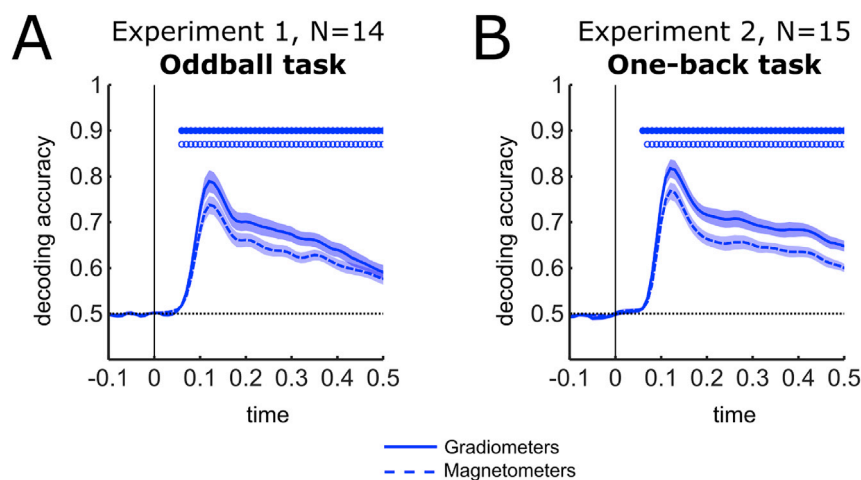 A
Experiment 1, N=14
Oddball task
decoding accuracy
1
0.9
0.8
0.7
0.6
0.5
-0.1 0 0.1 0.2 0.3 0.4 0.5
time
B
Experiment 2, N=15
One-back task
decoding accuracy
1
0.9
0.8
0.7
0.6
0.5
-0.1 0 0.1 0.2 0.3 0.4 0.5
time
Gradiometers
Magnetometers